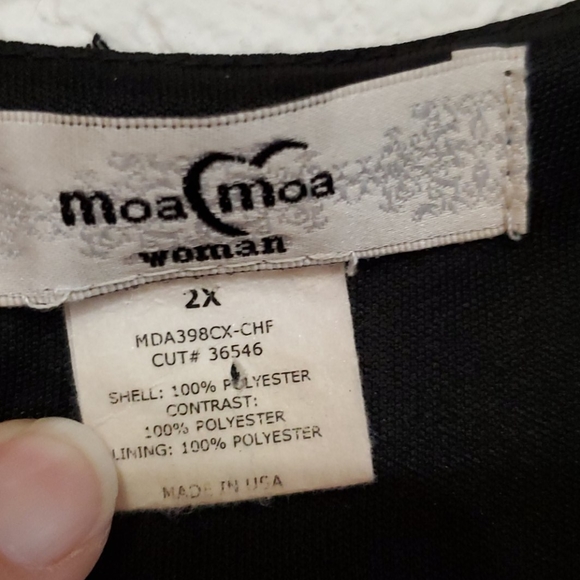 moa moa
woman
2X
MDA398CX-CHF
CUT# 36546
SHELL: 100% POLYESTER
CONTRAST:
100% POLYESTER
LINING: 100% POLYESTER
MADE IN USA